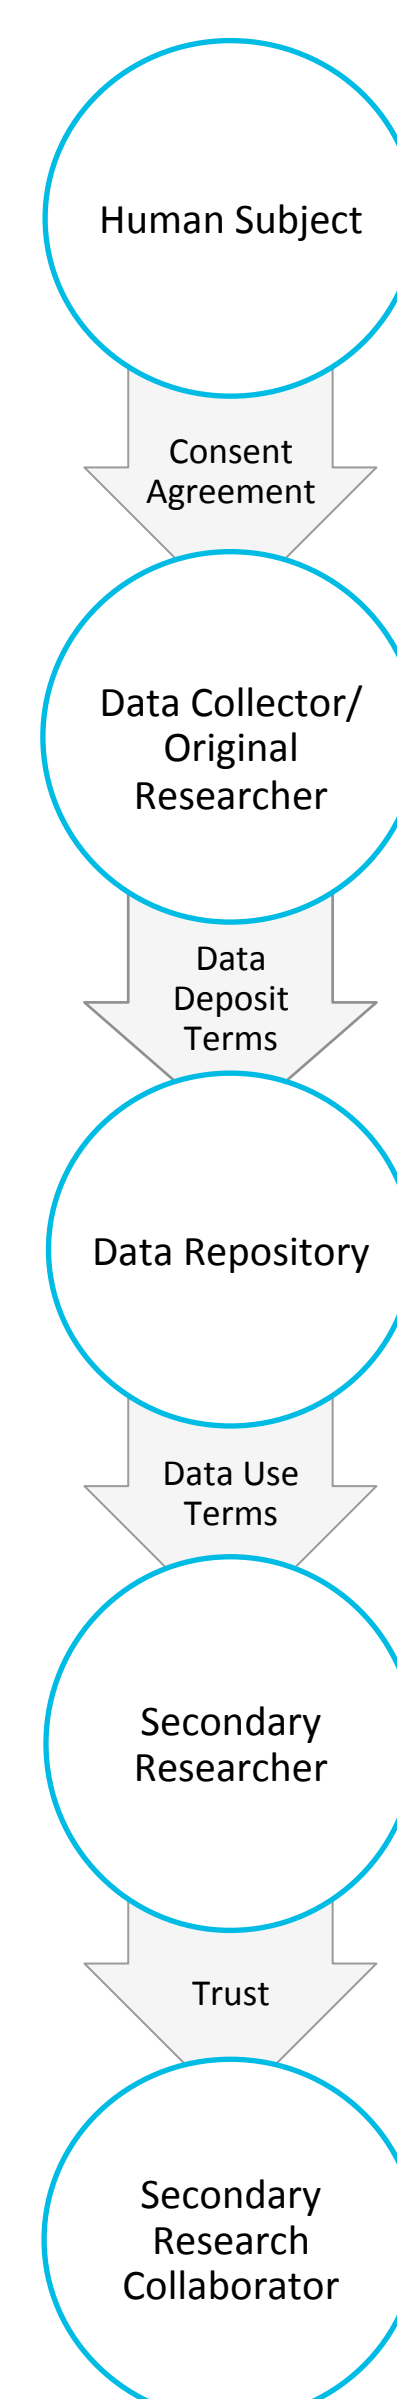 Human Subject
Consent
Agreement
Data Collector/
Original
Researcher
Data
Deposit
Terms
Data Repository
Data Use
Terms
Secondary
Researcher
Trust
Secondary
Research
Collaborator